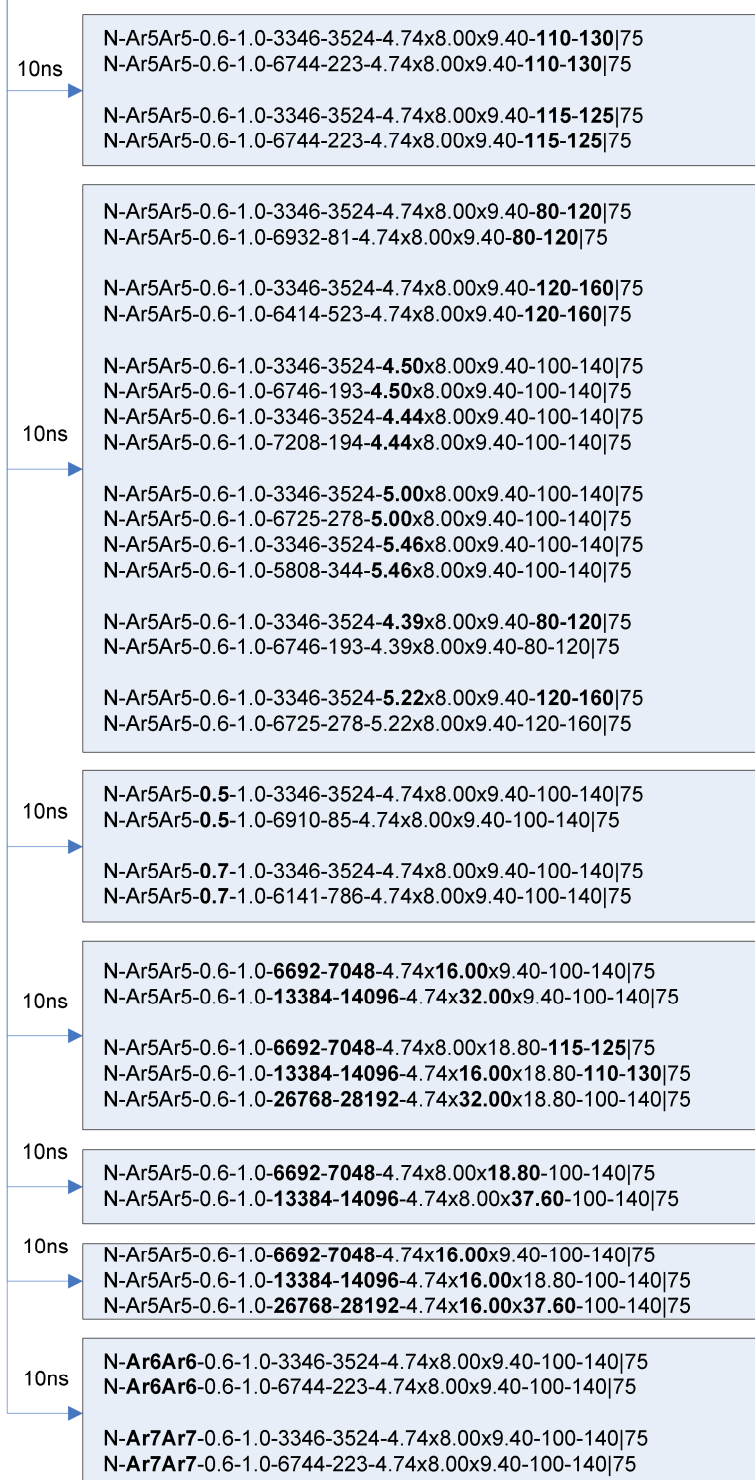 10ns
N-Ar5Ar5-0.6-1.0-3346-3524-4.74x8.00x9.40-110-130|75
N-Ar5Ar5-0.6-1.0-6744-223-4.74x8.00x9.40-110-130|75
N-Ar5Ar5-0.6-1.0-3346-3524-4.74x8.00x9.40-115-125|75
N-Ar5Ar5-0.6-1.0-6744-223-4.74x8.00x9.40-115-125|75
10ns
N-Ar5Ar5-0.6-1.0-3346-3524-4.74x8.00x9.40-80-120|75
N-Ar5Ar5-0.6-1.0-6932-81-4.74x8.00x9.40-80-120|75
N-Ar5Ar5-0.6-1.0-3346-3524-4.74x8.00x9.40-120-160|75
N-Ar5Ar5-0.6-1.0-6414-523-4.74x8.00x9.40-120-160|75
N-Ar5Ar5-0.6-1.0-3346-3524-4.50x8.00x9.40-100-140|75
N-Ar5Ar5-0.6-1.0-6746-193-4.50x8.00x9.40-100-140|75
N-Ar5Ar5-0.6-1.0-3346-3524-4.44x8.00x9.40-100-140|75
N-Ar5Ar5-0.6-1.0-7208-194-4.44x8.00x9.40-100-140|75
N-Ar5Ar5-0.6-1.0-3346-3524-5.00x8.00x9.40-100-140|75
N-Ar5Ar5-0.6-1.0-6725-278-5.00x8.00x9.40-100-140|75
N-Ar5Ar5-0.6-1.0-3346-3524-5.46x8.00x9.40-100-140|75
N-Ar5Ar5-0.6-1.0-5808-344-5.46x8.00x9.40-100-140|75
N-Ar5Ar5-0.6-1.0-3346-3524-4.39x8.00x9.40-80-120|75
N-Ar5Ar5-0.6-1.0-6746-193-4.39x8.00x9.40-80-120|75
N-Ar5Ar5-0.6-1.0-3346-3524-5.22x8.00x9.40-120-160|75
N-Ar5Ar5-0.6-1.0-6725-278-5.22x8.00x9.40-120-160|75
10ns
N-Ar5Ar5-0.5-1.0-3346-3524-4.74x8.00x9.40-100-140|75
N-Ar5Ar5-0.5-1.0-6910-85-4.74x8.00x9.40-100-140|75
N-Ar5Ar5-0.7-1.0-3346-3524-4.74x8.00x9.40-100-140|75
N-Ar5Ar5-0.7-1.0-6141-786-4.74x8.00x9.40-100-140|75
10ns
N-Ar5Ar5-0.6-1.0-6692-7048-4.74x16.00x9.40-100-140|75
N-Ar5Ar5-0.6-1.0-13384-14096-4.74x32.00x9.40-100-140|75
N-Ar5Ar5-0.6-1.0-6692-7048-4.74x8.00x18.80-115-125|75
N-Ar5Ar5-0.6-1.0-13384-14096-4.74x16.00x18.80-110-130|75
N-Ar5Ar5-0.6-1.0-26768-28192-4.74x32.00x18.80-100-140|75
10ns
N-Ar5Ar5-0.6-1.0-6692-7048-4.74x8.00x18.80-100-140|75
N-Ar5Ar5-0.6-1.0-13384-14096-4.74x8.00x37.60-100-140|75
10ns
N-Ar5Ar5-0.6-1.0-6692-7048-4.74x16.00x9.40-100-140|75
N-Ar5Ar5-0.6-1.0-13384-14096-4.74x16.00x18.80-100-140|75
N-Ar5Ar5-0.6-1.0-26768-28192-4.74x16.00x37.60-100-140|75
10ns
N-Ar6Ar6-0.6-1.0-3346-3524-4.74x8.00x9.40-100-140|75
N-Ar6Ar6-0.6-1.0-6744-223-4.74x8.00x9.40-100-140|75
N-Ar7Ar7-0.6-1.0-3346-3524-4.74x8.00x9.40-100-140|75
N-Ar7Ar7-0.6-1.0-6744-223-4.74x8.00x9.40-100-140|75